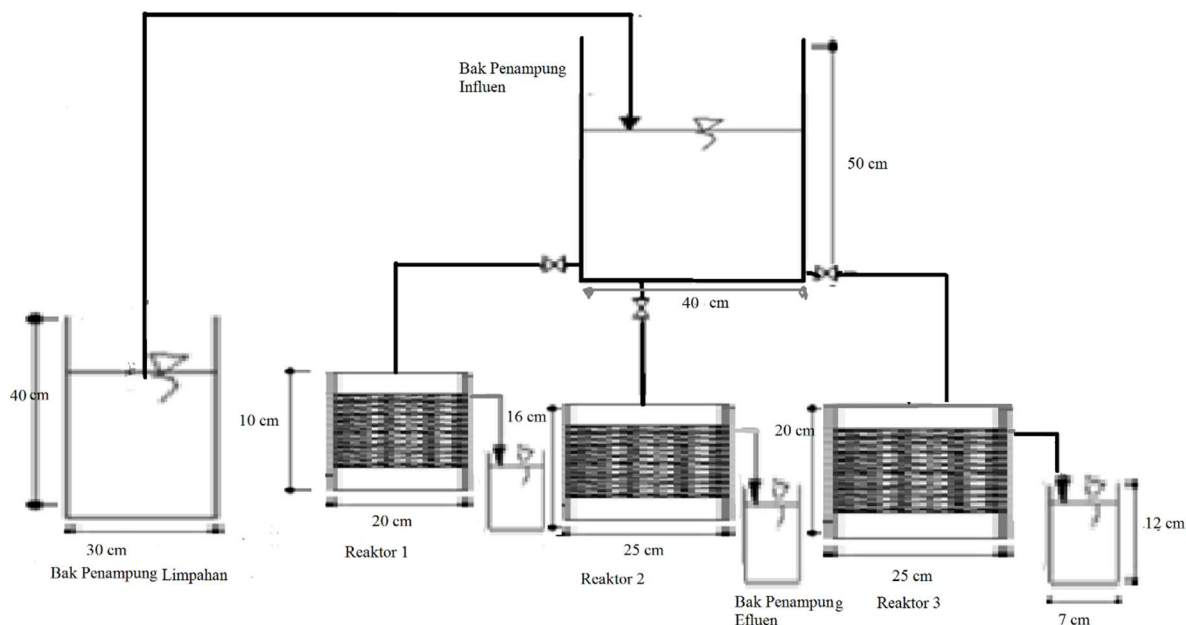 Bak Penampung
Influen
50 cm
40 cm
40 cm
10 cm
16 cm
20 cm
30 cm
Bak Penampung Limpahan
20 cm
Reaktor 1
25 cm
Reaktor 2
Bak Penampung
Efluen
25 cm
Reaktor 3
12 cm
7 cm